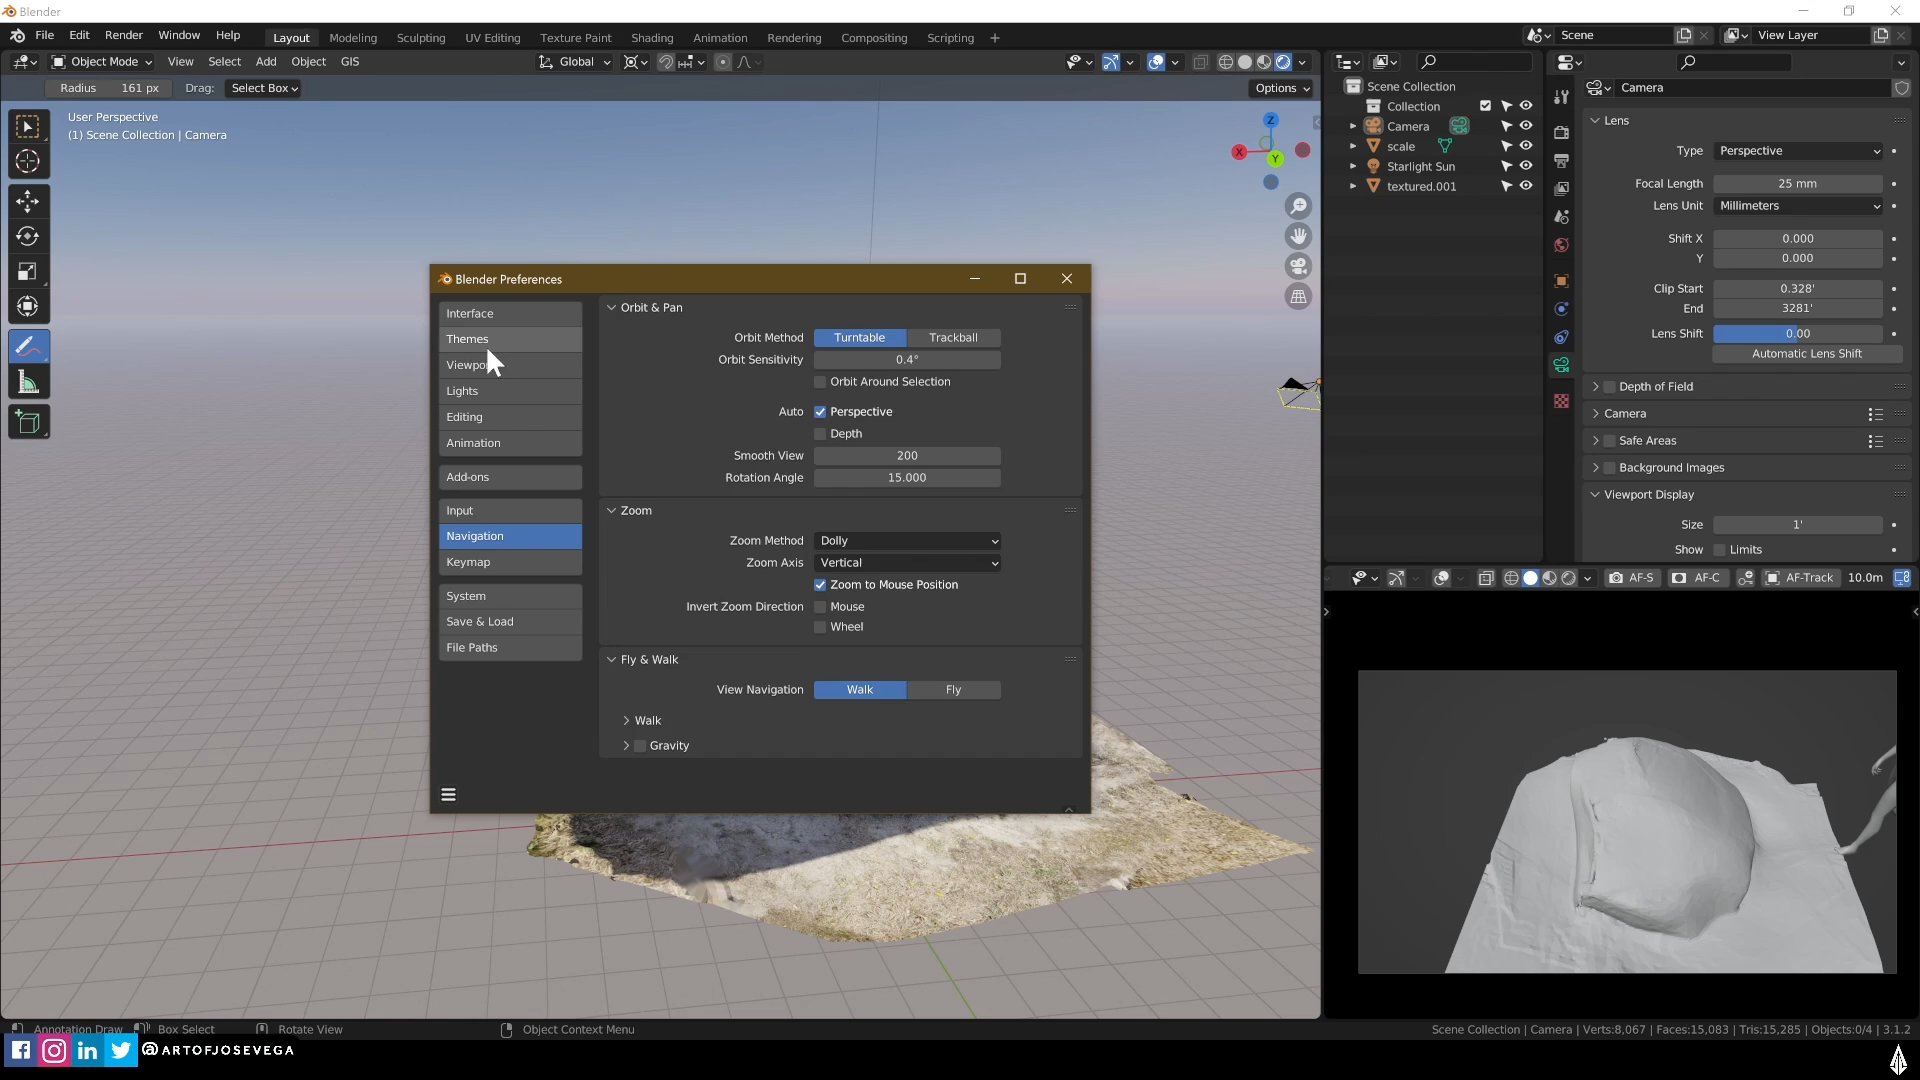 Blender
File Edit Render Window Help Layout Modeling Sculpting UV Editing Texture Paint Shading Animation Rendering Compositing Scripting + Scene View Layer
Object Mode View Select Add Object GIS Global
Radius 161 px Drag: Select Box Options
User Perspective
(1) Scene Collection | Camera
Z
X
Y
Scene Collection
Collection
Camera
scale
Starlight Sun
textured.001
Camera
Lens
Type Perspective
Focal Length 25 mm
Lens Unit Millimeters
Shift X 0.000
Y 0.000
Clip Start 0.328'
End 3281'
Lens Shift 0.00
Automatic Lens Shift
Depth of Field
Camera
Safe Areas
Background Images
Viewport Display
Size 1'
Show Limits
AF-S AF-C AF-Track 10.0m
Blender Preferences
Interface
Themes
Lights
Editing
Animation
Add-ons
Input
Navigation
Keymap
System
Save & Load
File Paths
Orbit & Pan
Orbit Method Turntable Trackball
Orbit Sensitivity 0.4°
Orbit Around Selection
Auto Perspective
Depth
Smooth View 200
Rotation Angle 15.000
Zoom
Zoom Method Dolly
Zoom Axis Vertical
Zoom to Mouse Position
Invert Zoom Direction Mouse
Wheel
Fly & Walk
View Navigation Walk Fly
Walk
Gravity
Annotation Draw Box Select Rotate View Object Context Menu
Scene Collection | Camera | Verts:8,067 | Faces:15,083 | Tris:15,285 | Objects:0/4 | 3.1.2
@ARTOFJOSEVEGA